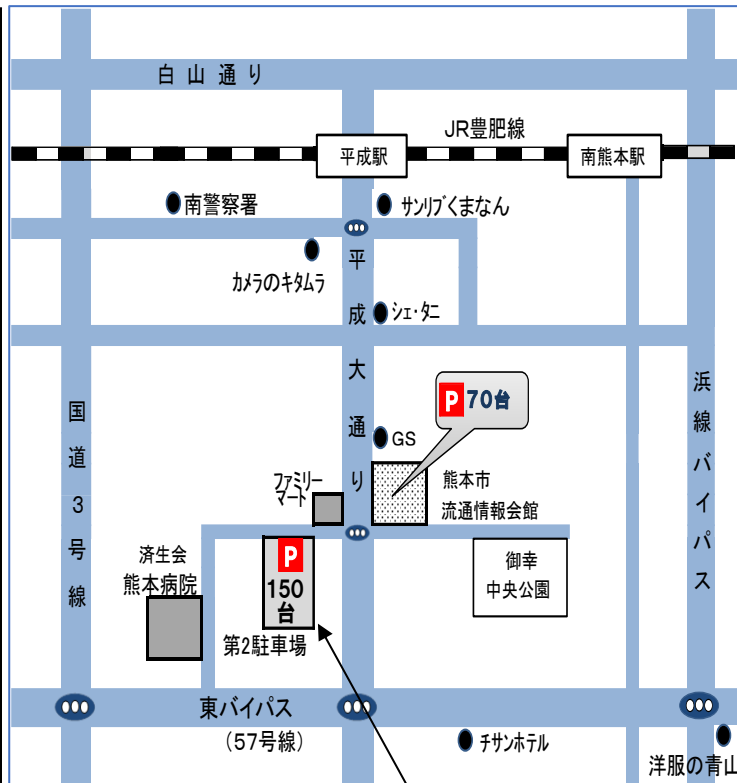 白山通り
JR豊肥線
平成駅
南熊本駅
南警察署
サンリブくまなん
カメラのキタムラ
平成大通り
シェ・タニ
P 70台
浜線バイパス
国道3号線
GS
ファミリー
マート
熊本市
流通情報会館
済生会
熊本病院
P
150
台
御幸
中央公園
第2駐車場
東バイパス
(57号線)
チサンホテル
洋服の青山